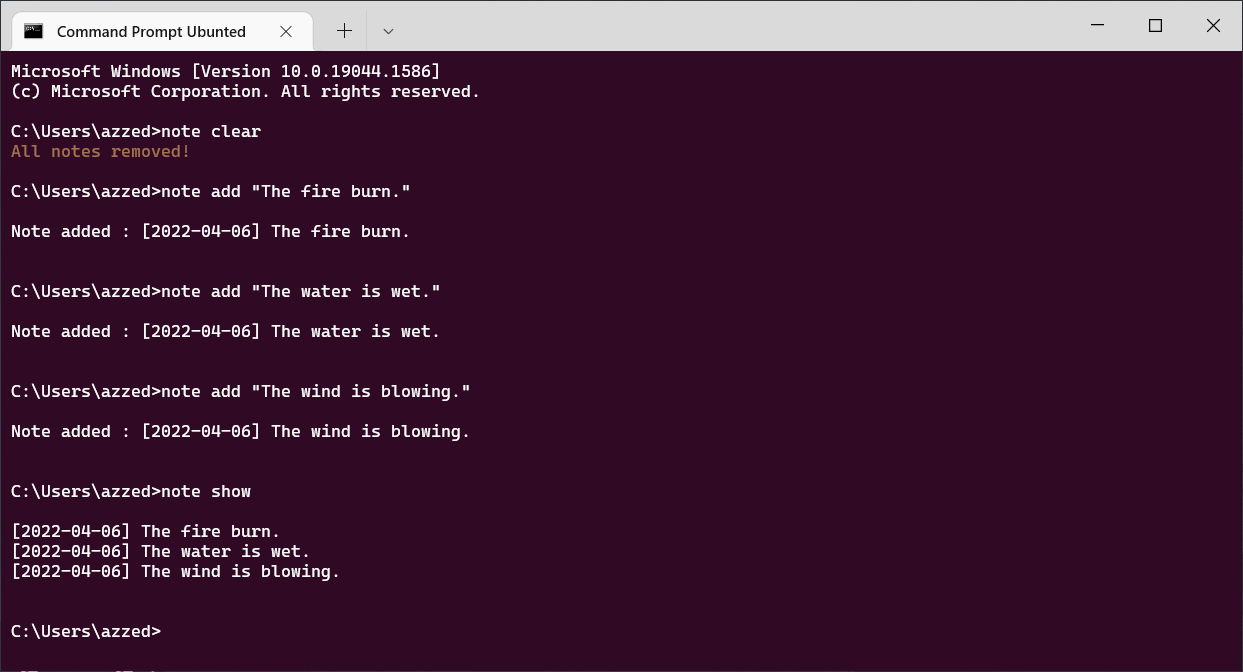 Command Prompt Ubunted
Microsoft Windows [Version 10.0.19044.1586]
(c) Microsoft Corporation. All rights reserved.
C:\Users\azzed>note clear
All notes removed!
C:\Users\azzed>note add "The fire burn."
Note added : [2022-04-06] The fire burn.
C:\Users\azzed>note add "The water is wet."
Note added : [2022-04-06] The water is wet.
C:\Users\azzed>note add "The wind is blowing."
Note added : [2022-04-06] The wind is blowing.
C:\Users\azzed>note show
[2022-04-06] The fire burn.
[2022-04-06] The water is wet.
[2022-04-06] The wind is blowing.
C:\Users\azzed>